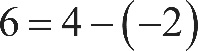 6 = 4 − (−2)